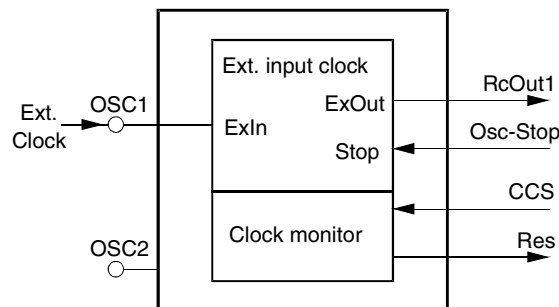 Ext. input clock
RcOut1
ExOut
OSC1
Ext.
Clock
ExIn
Osc-Stop
Stop
CCS
Clock monitor
Res
OSC2